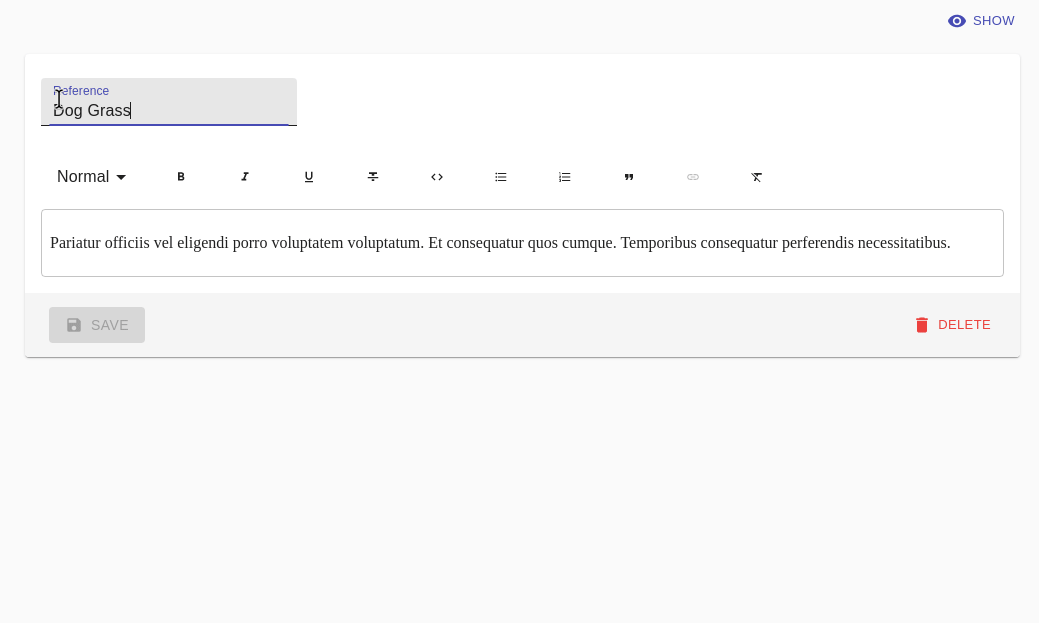 SHOW
Reference
Dog Grass
Normal
Pariatur officiis vel eligendi porro voluptatem voluptatum. Et consequatur quos cumque. Temporibus consequatur perferendis necessitatibus.
SAVE DELETE